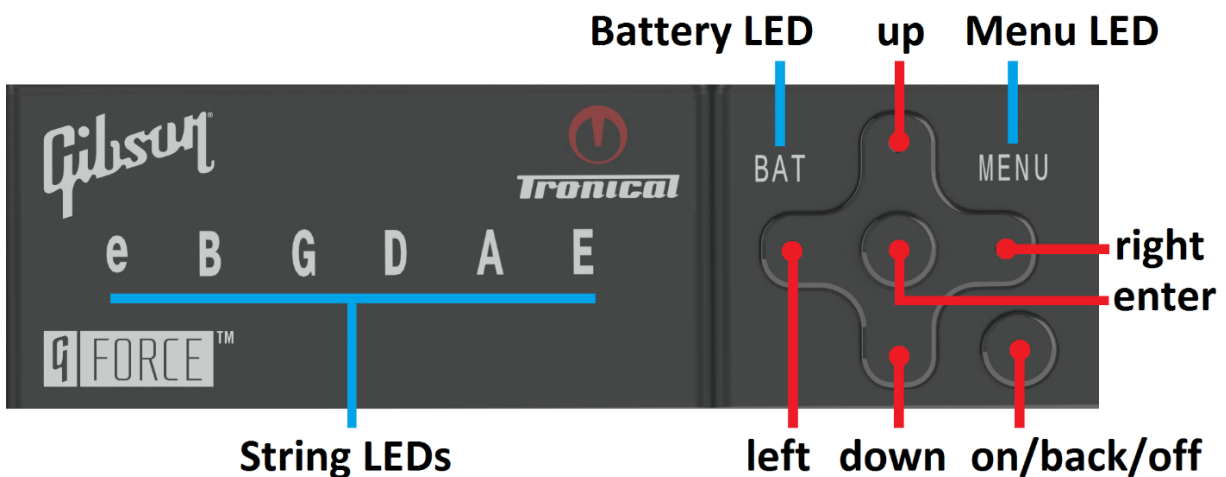 Battery LED up Menu LED
Gibson
Tronical
BAT MENU
e B G D A E
right
enter
G FORCE™
String LEDs left down on/back/off